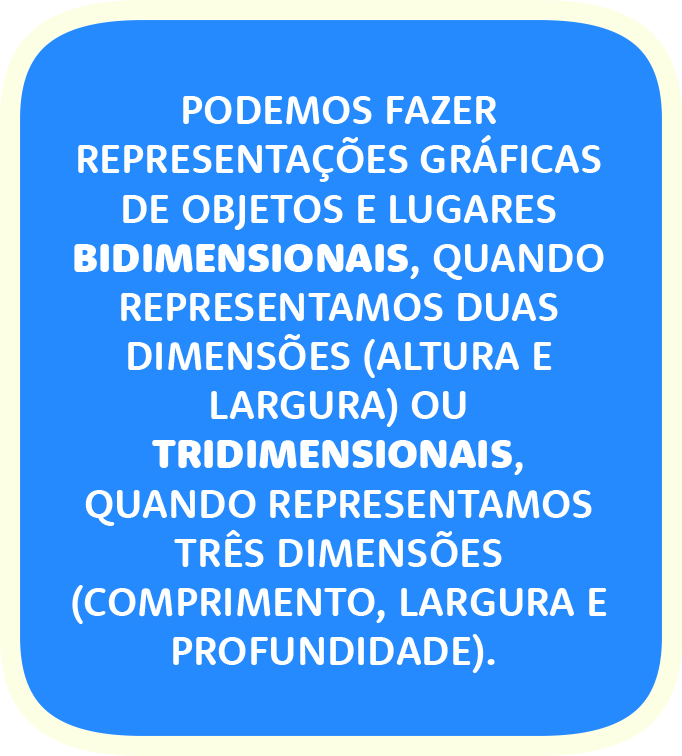 PODEMOS FAZER
REPRESENTAÇÕES GRÁFICAS
DE OBJETOS E LUGARES
BIDIMENSIONAIS, QUANDO
REPRESENTAMOS DUAS
DIMENSÕES (ALTURA E
LARGURA) OU
TRIDIMENSIONAIS,
QUANDO REPRESENTAMOS
TRÊS DIMENSÕES
(COMPRIMENTO, LARGURA E
PROFUNDIDADE).